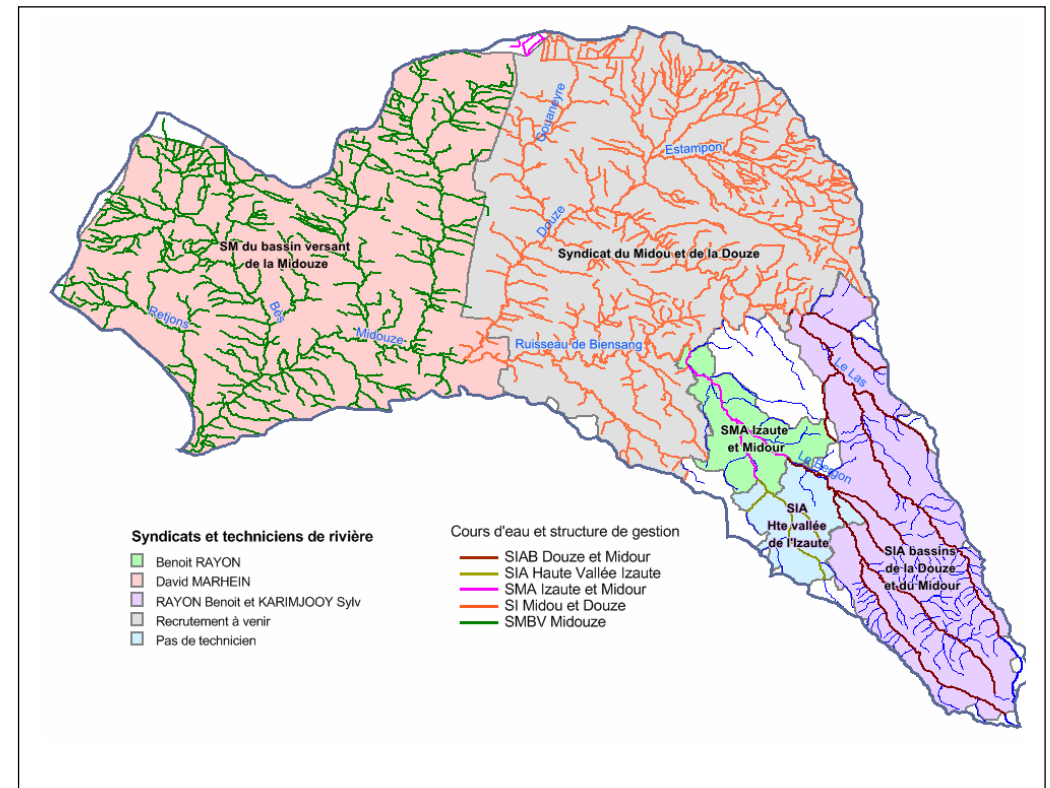 Gouaneyre
Estampon
Douze
SM du bassin versant
de la Midouze
Syndicat du Midou et de la Douze
Retjons
Bès
Midouze
Ruisseau de Biensang
Le Las
SMA Izaute
et Midour
Le Bergon
SIA
Hte vallée
de l'Izaute
SIA bassins
de la Douze
et du Midour
Syndicats et techniciens de rivière
Benoit RAYON
David MARHEIN
RAYON Benoit et KARIMJOOY Sylv
Recrutement à venir
Pas de technicien
Cours d'eau et structure de gestion
SIAB Douze et Midour
SIA Haute Vallée Izaute
SMA Izaute et Midour
SI Midou et Douze
SMBV Midouze